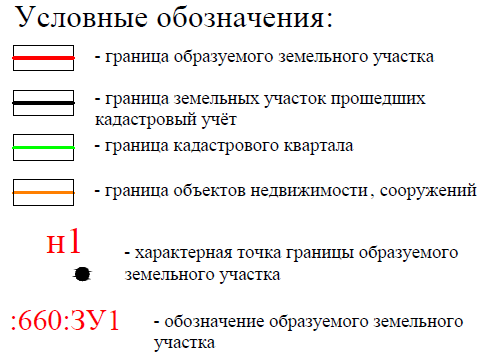 Условные обозначения:
- граница образуемого земельного участка
- граница земельных участок прошедших
кадастровый учёт
- граница кадастрового квартала
- граница объектов недвижимости, сооружений
н1
- характерная точка границы образуемого
земельного участка
:660:ЗУ1
- обозначение образуемого земельного
участка